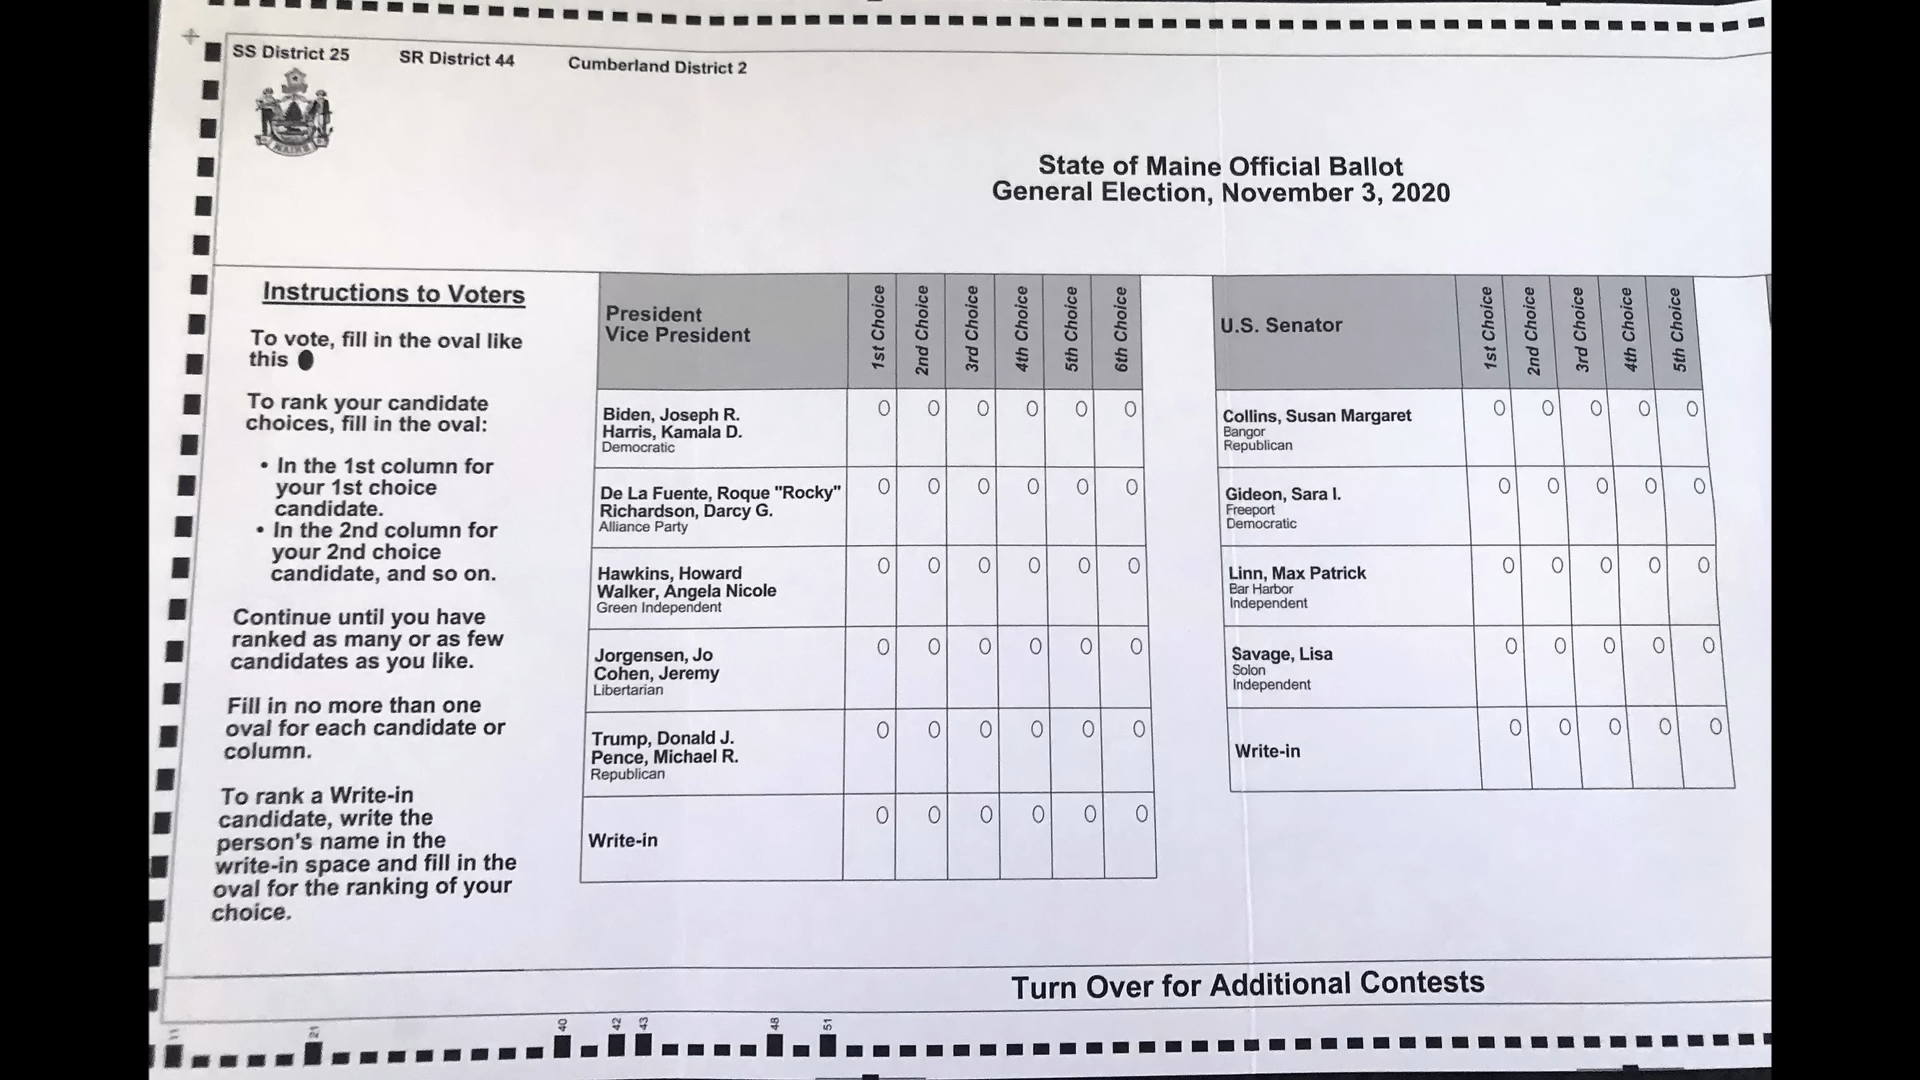 SS District 25 SR District 44 Cumberland District 2
MAINE
State of Maine Official Ballot
General Election, November 3, 2020
Instructions to Voters
To vote, fill in the oval like
this
To rank your candidate
choices, fill in the oval:
• In the 1st column for
your 1st choice
candidate.
• In the 2nd column for
your 2nd choice
candidate, and so on.
Continue until you have
ranked as many or as few
candidates as you like.
Fill in no more than one
oval for each candidate or
column.
To rank a Write-in
candidate, write the
person's name in the
write-in space and fill in the
oval for the ranking of your
choice.
President
Vice President
1st Choice
2nd Choice
3rd Choice
4th Choice
5th Choice
6th Choice
Biden, Joseph R.
Harris, Kamala D.
Democratic
De La Fuente, Roque "Rocky"
Richardson, Darcy G.
Alliance Party
Hawkins, Howard
Walker, Angela Nicole
Green Independent
Jorgensen, Jo
Cohen, Jeremy
Libertarian
Trump, Donald J.
Pence, Michael R.
Republican
Write-in
U.S. Senator
1st Choice
2nd Choice
3rd Choice
4th Choice
5th Choice
Collins, Susan Margaret
Bangor
Republican
Gideon, Sara I.
Freeport
Democratic
Linn, Max Patrick
Bar Harbor
Independent
Savage, Lisa
Solon
Independent
Write-in
Turn Over for Additional Contests
11 21 40 42 43 48 51